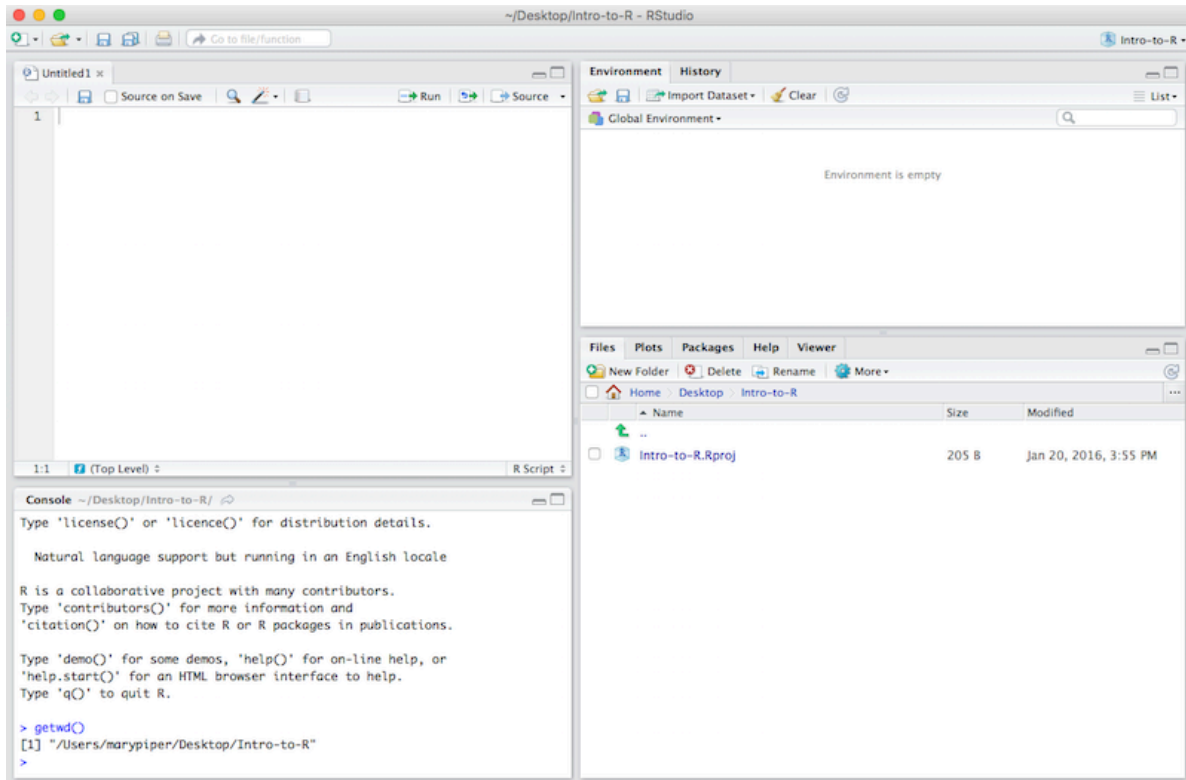 ~/Desktop/Intro-to-R - RStudio
Go to file/function
Intro-to-R
Untitled1
Source on Save
Run
Source
1
1:1
(Top Level)
R Script
Console ~/Desktop/Intro-to-R/
Type 'license()' or 'licence()' for distribution details.
Natural language support but running in an English locale
R is a collaborative project with many contributors.
Type 'contributors()' for more information and
'citation()' on how to cite R or R packages in publications.
Type 'demo()' for some demos, 'help()' for on-line help, or
'help.start()' for an HTML browser interface to help.
Type 'q()' to quit R.
> getwd()
[1] "/Users/marypiper/Desktop/Intro-to-R"
>
Environment History
Import Dataset Clear
List
Global Environment
Environment is empty
Files Plots Packages Help Viewer
New Folder Delete Rename More
Home Desktop Intro-to-R
...
Name Size Modified
..
Intro-to-R.Rproj 205 B Jan 20, 2016, 3:55 PM